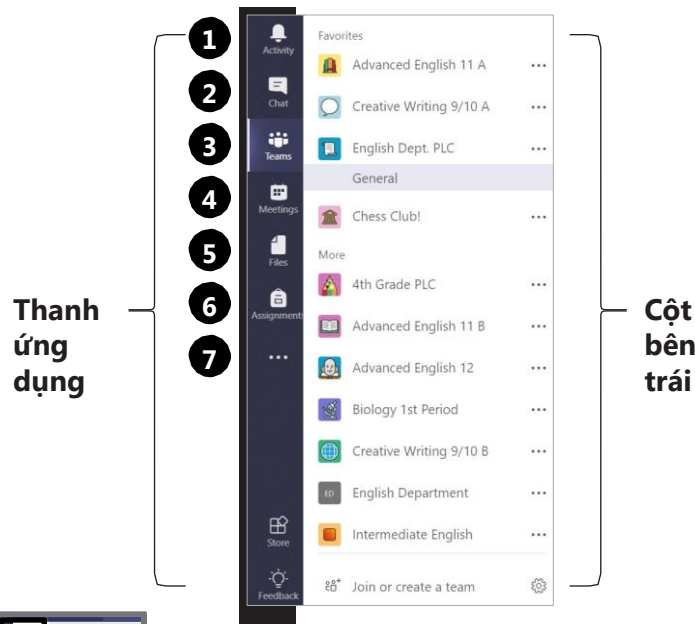 Thanh
ứng
dụng
1
2
3
4
5
6
7
Activity
Chat
Teams
Meetings
Files
Assignments
...
Store
Feedback
Favorites
Advanced English 11 A ...
Creative Writing 9/10 A ...
English Dept. PLC ...
General
Chess Club! ...
More
4th Grade PLC ...
Advanced English 11 B ...
Advanced English 12 ...
Biology 1st Period ...
Creative Writing 9/10 B ...
ED English Department ...
Intermediate English ...
Join or create a team
Cột
bên
trái